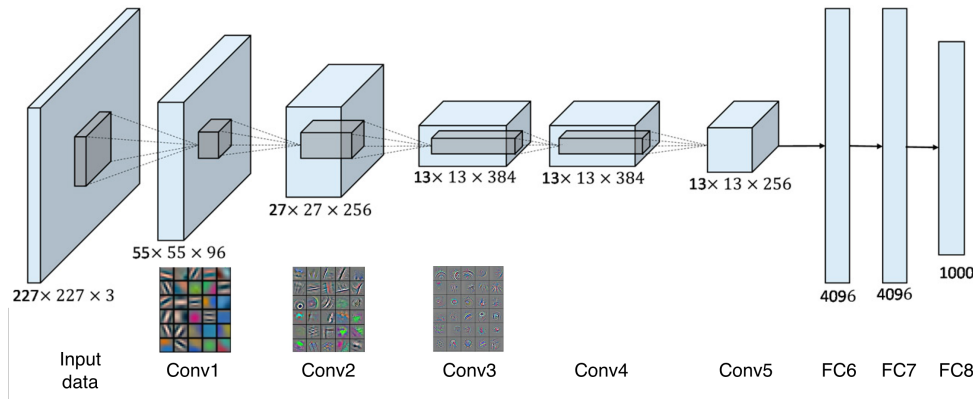 227× 227 × 3
55× 55 × 96
27× 27 × 256
13× 13 × 384
13× 13 × 384
13× 13 × 256
4096
4096
1000
Input
data
Conv1
Conv2
Conv3
Conv4
Conv5
FC6
FC7
FC8